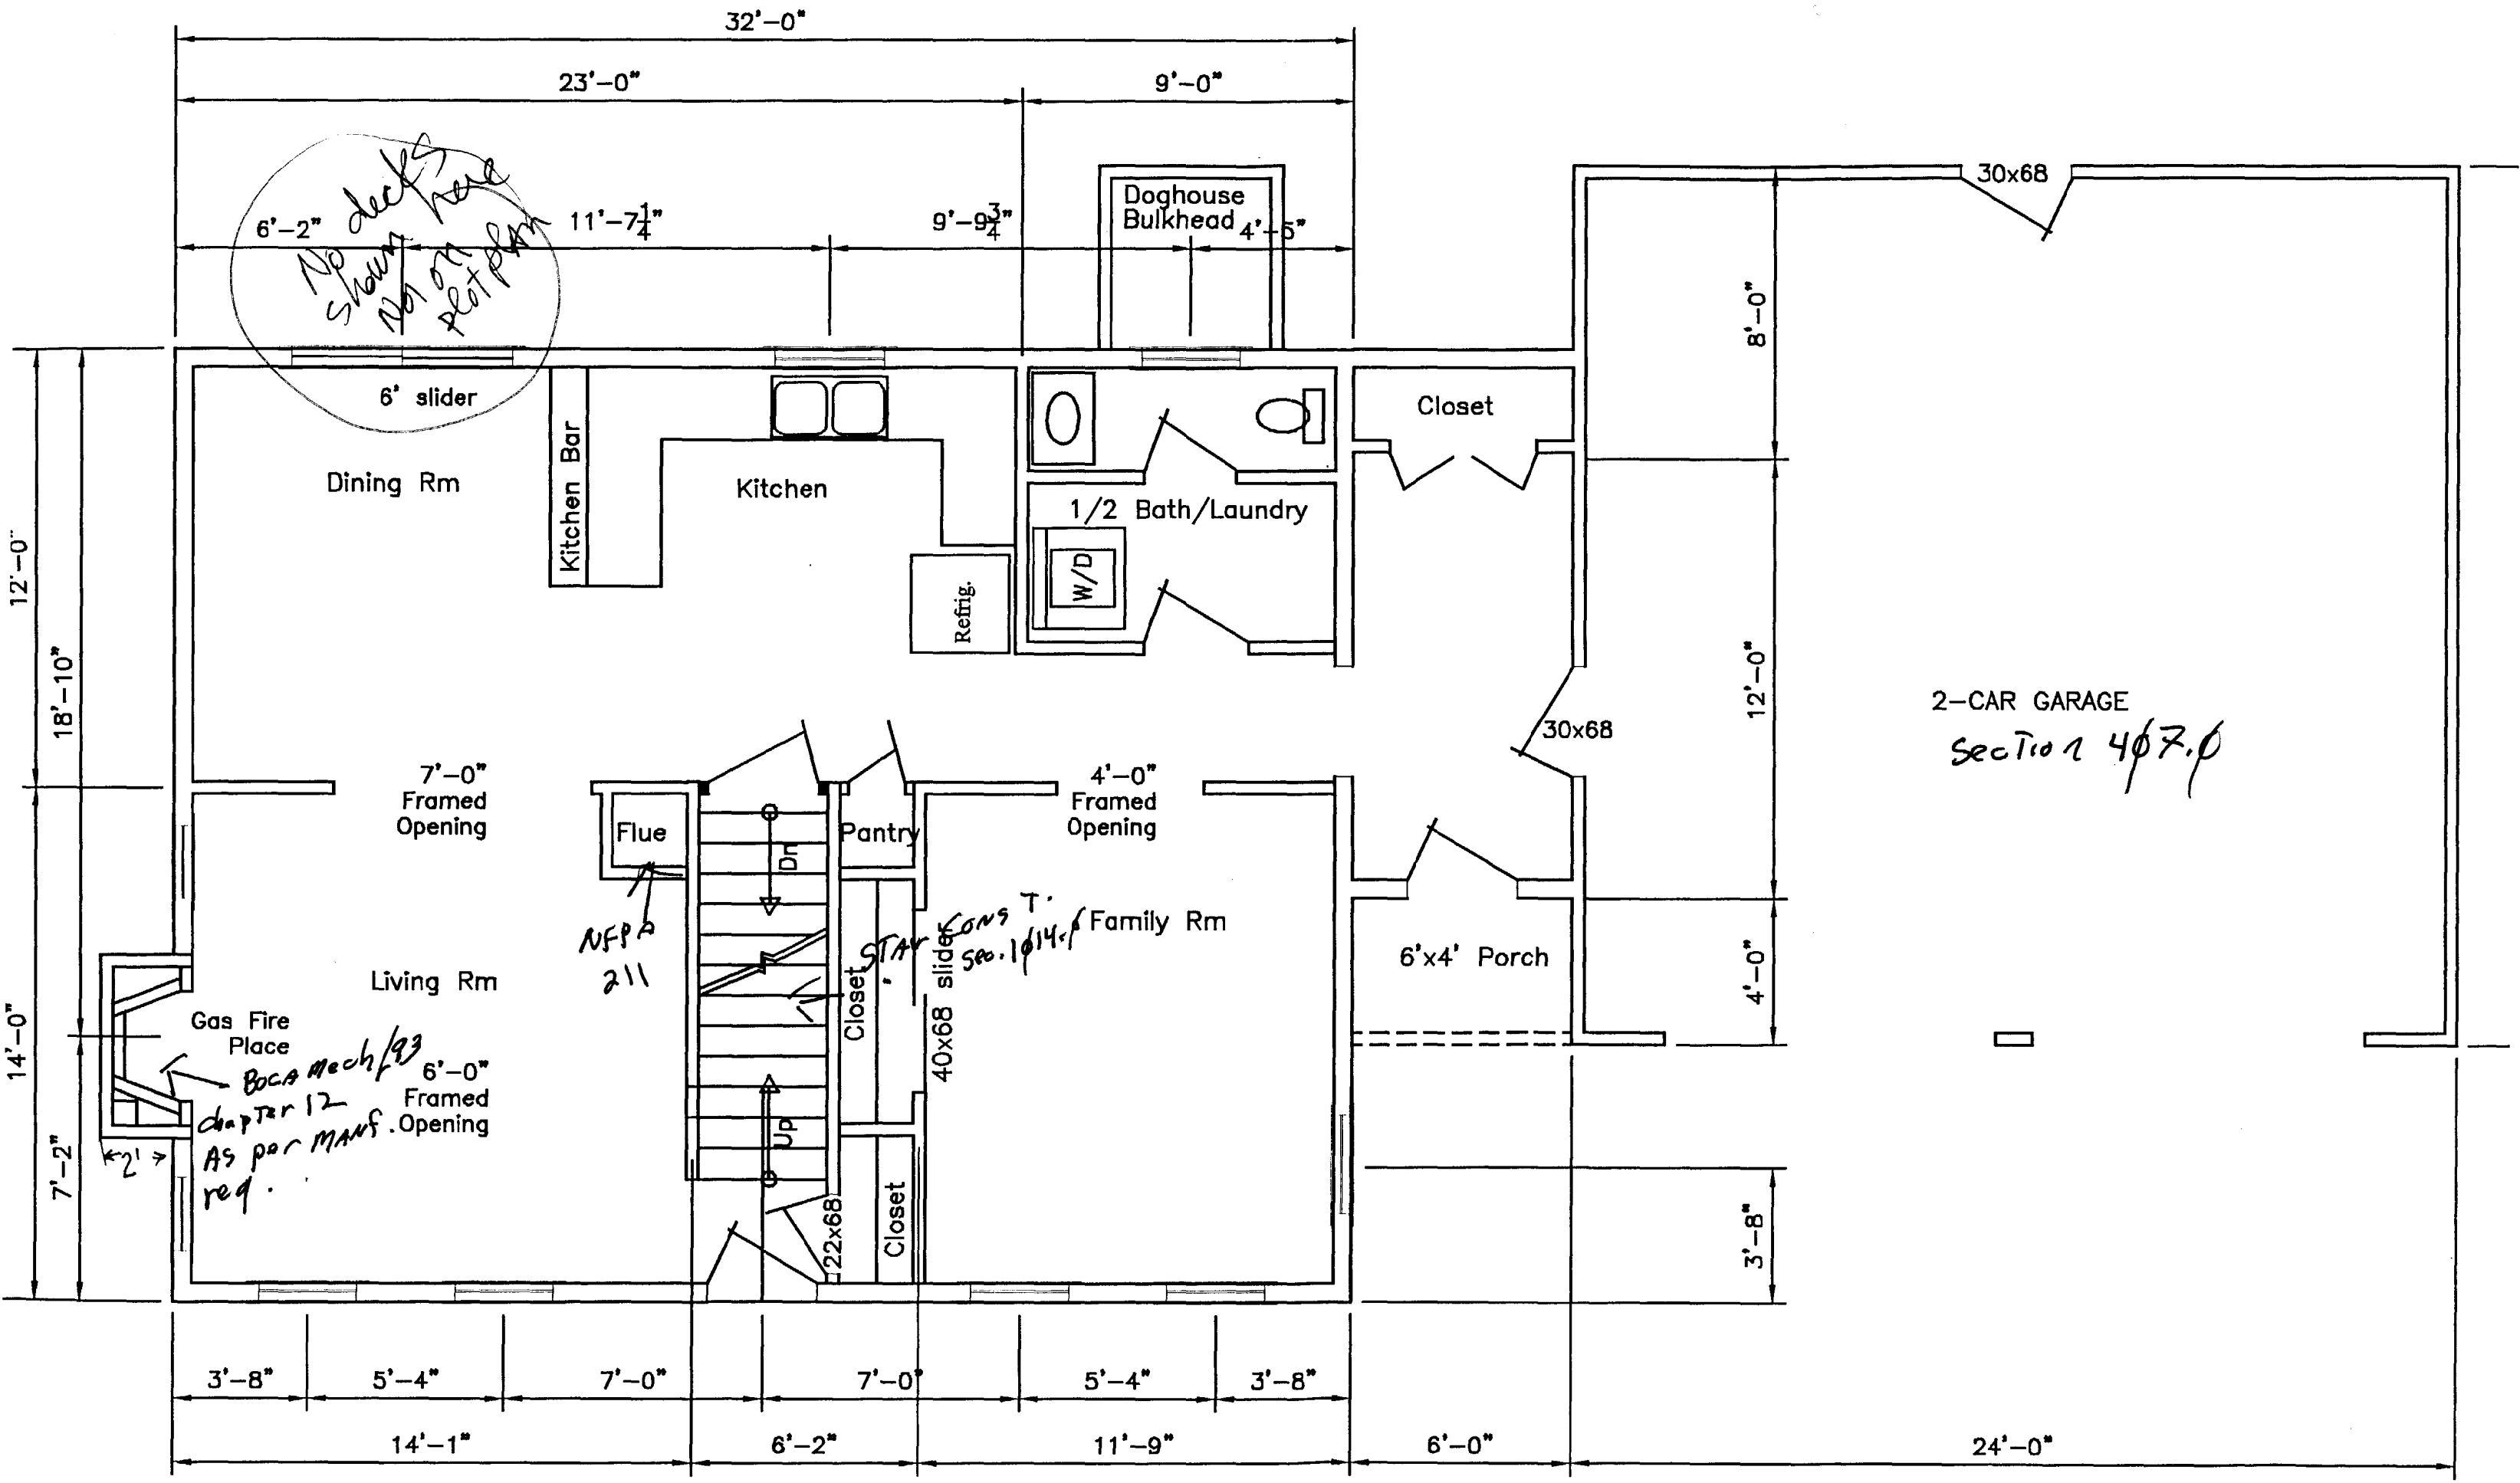 32'-0"
23'-0"
9'-0"
No decks
shown here
Not on
plot plan
6'-2"
11'-7 1/4"
9'-9 3/4"
4'-5"
Doghouse
Bulkhead
30x68
8'-0"
6' slider
Closet
Dining Rm
Kitchen Bar
Kitchen
1/2 Bath/Laundry
W/D
Refrig.
12'-0"
18'-10"
12'-0"
2-CAR GARAGE
Section 407.0
30x68
7'-0"
Framed
Opening
Flue
Dn
Pantry
4'-0"
Framed
Opening
NFPA
211
STAir CONST.
Sec. 1014.0
Family Rm
Living Rm
Closet
40x68 slider
6'x4' Porch
4'-0"
14'-0"
Gas Fire
Place
BOCA Mech/93
chapter 12
As per MANf.
req.
6'-0"
Framed
Opening
2'
7'-2"
Up
22x68
Closet
3'-8"
3'-8"
5'-4"
7'-0"
7'-0"
5'-4"
3'-8"
14'-1"
6'-2"
11'-9"
6'-0"
24'-0"